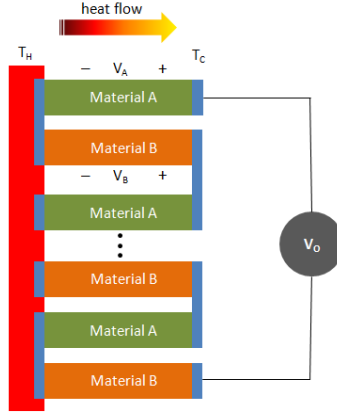 heat flow
T_H
− V_A +
T_C
Material A
Material B
− V_B +
Material A
Material B
Material A
Material B
V_O